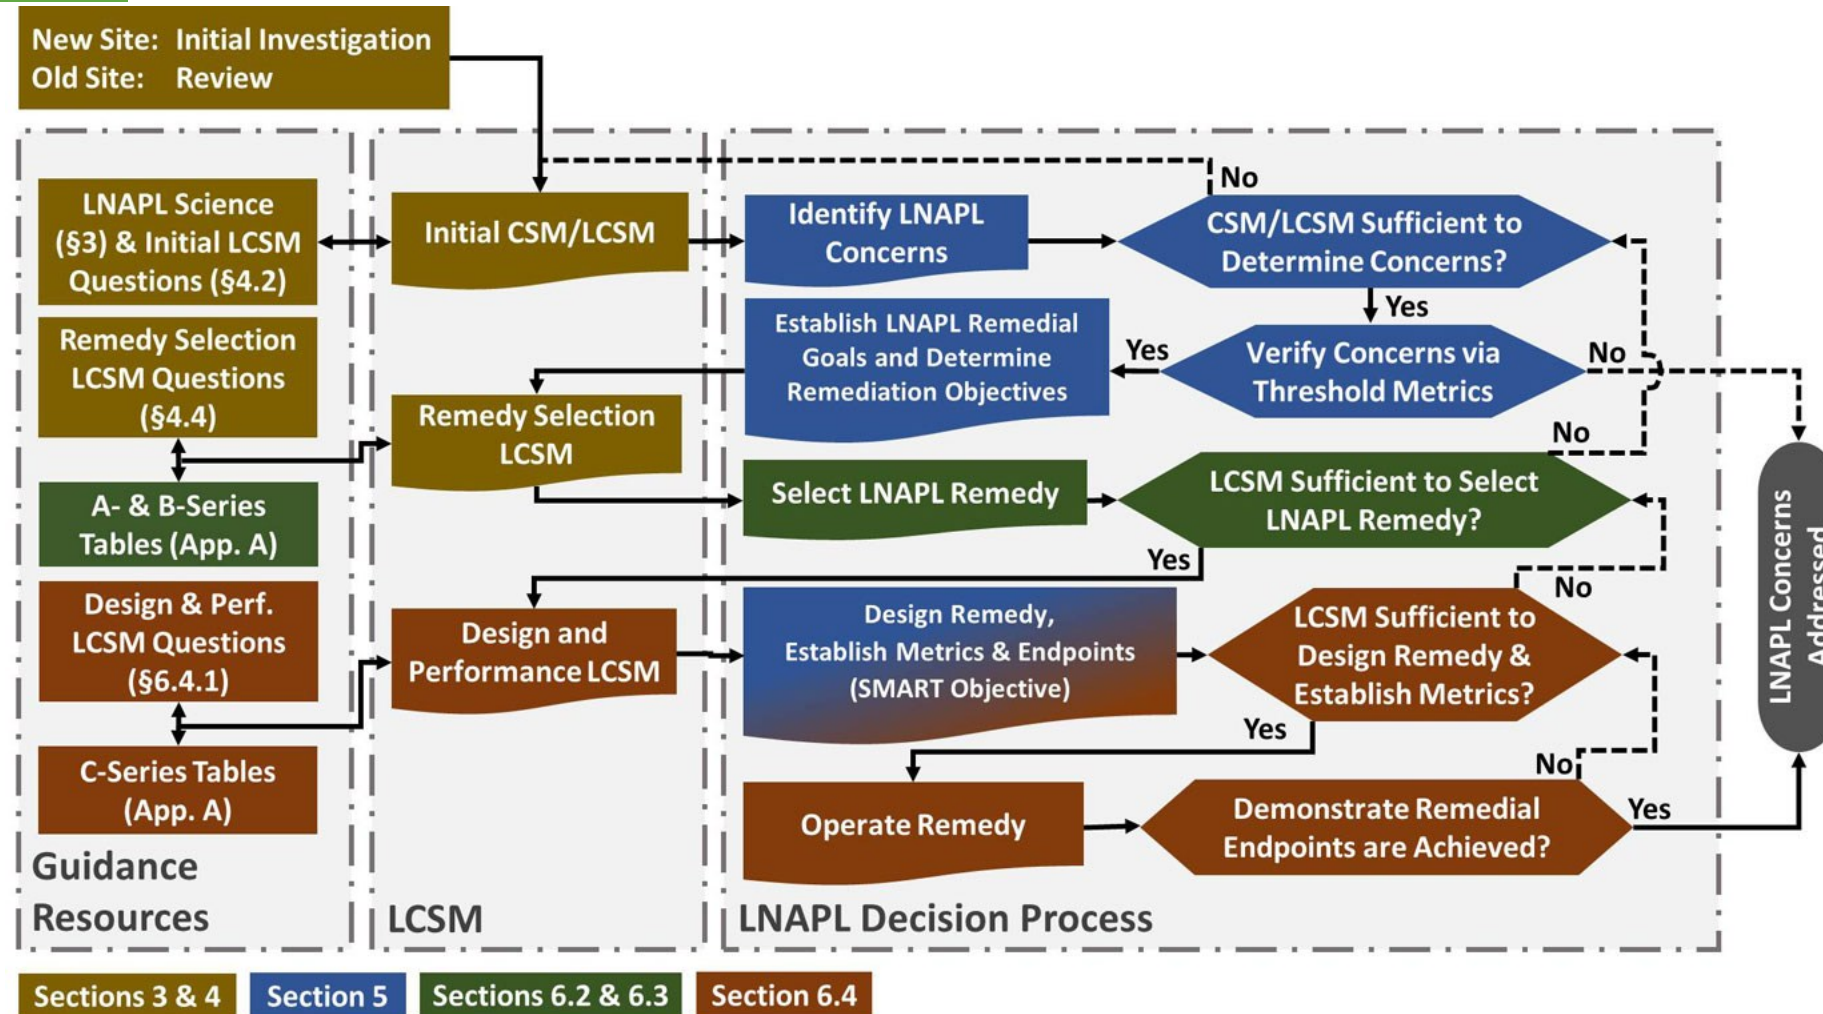 New Site: Initial Investigation
Old Site: Review
LNAPL Science
(§3) & Initial LCSM
Questions (§4.2)
Remedy Selection
LCSM Questions
(§4.4)
A- & B-Series
Tables (App. A)
Design & Perf.
LCSM Questions
(§6.4.1)
C-Series Tables
(App. A)
Guidance
Resources
Initial CSM/LCSM
Remedy Selection
LCSM
Design and
Performance LCSM
LCSM
Identify LNAPL
Concerns
No
CSM/LCSM Sufficient to
Determine Concerns?
Yes
Establish LNAPL Remedial
Goals and Determine
Remediation Objectives
Yes
Verify Concerns via
Threshold Metrics
No
No
Select LNAPL Remedy
LCSM Sufficient to Select
LNAPL Remedy?
Yes
No
Design Remedy,
Establish Metrics & Endpoints
(SMART Objective)
LCSM Sufficient to
Design Remedy &
Establish Metrics?
Yes
No
Operate Remedy
Demonstrate Remedial
Endpoints are Achieved?
Yes
LNAPL Decision Process
LNAPL Concerns
Addressed
Sections 3 & 4
Section 5
Sections 6.2 & 6.3
Section 6.4